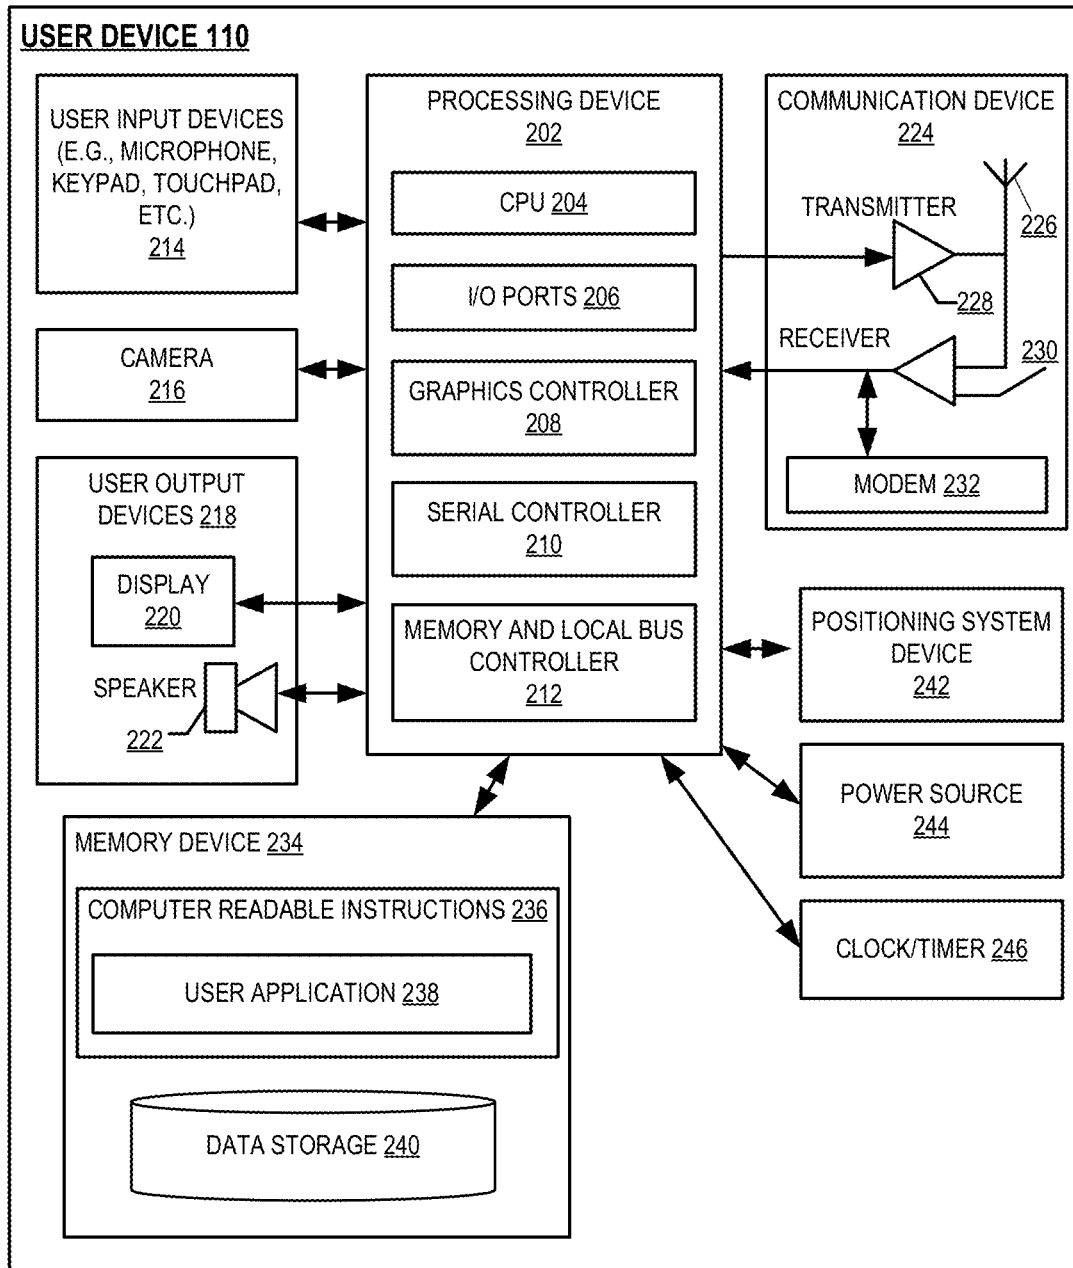 USER DEVICE 110
USER INPUT DEVICES
(E.G., MICROPHONE,
KEYPAD, TOUCHPAD,
ETC.)
214
CAMERA
216
USER OUTPUT
DEVICES 218
DISPLAY
220
SPEAKER
222
PROCESSING DEVICE
202
CPU 204
I/O PORTS 206
GRAPHICS CONTROLLER
208
SERIAL CONTROLLER
210
MEMORY AND LOCAL BUS
CONTROLLER
212
COMMUNICATION DEVICE
224
TRANSMITTER
226
228
RECEIVER
230
MODEM 232
POSITIONING SYSTEM
DEVICE
242
POWER SOURCE
244
CLOCK/TIMER 246
MEMORY DEVICE 234
COMPUTER READABLE INSTRUCTIONS 236
USER APPLICATION 238
DATA STORAGE 240